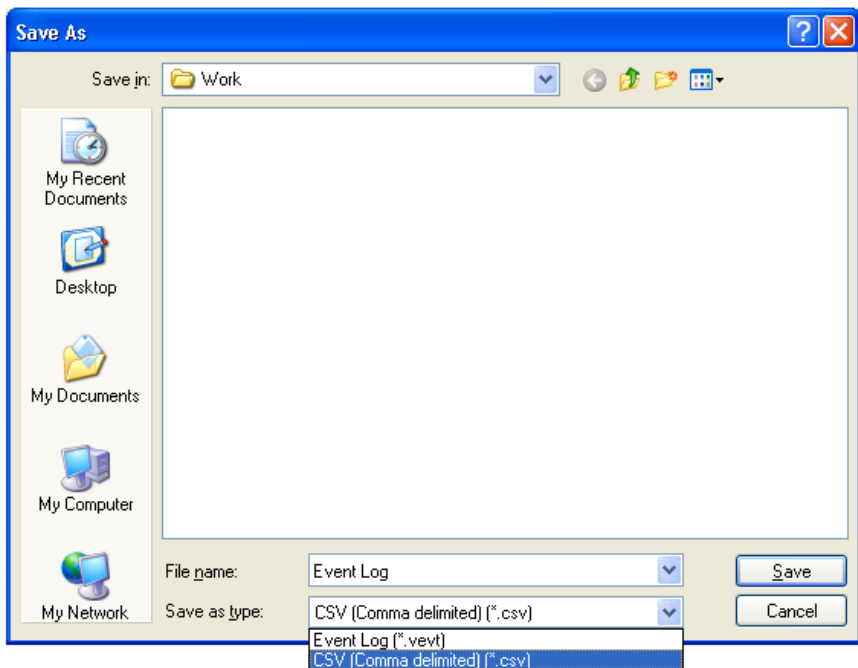 Save As
Save in:
Work
My Recent
Documents
Desktop
My Documents
My Computer
My Network
File name:
Event Log
Save
Save as type:
CSV (Comma delimited) (*.csv)
Cancel
Event Log (*.vevt)
CSV (Comma delimited) (*.csv)